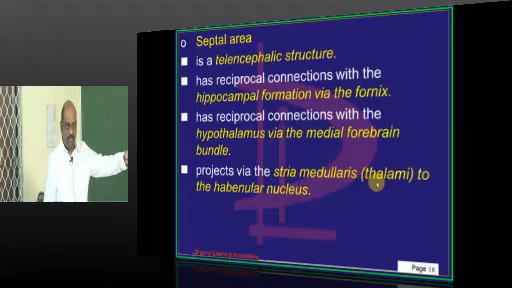 Septal area
is a telencephalic structure.
has reciprocal connections with the
hippocampal formation via the fornix.
has reciprocal connections with the
hypothalamus via the medial forebrain
bundle.
projects via the stria medullaris (thalami) to
the habenular nucleus.
Page 18